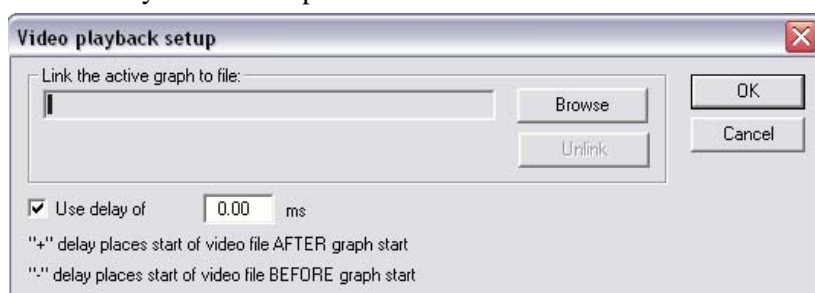 Video playback setup
Link the active graph to file:
Browse
OK
Unlink
Cancel
Use delay of 0.00 ms
"+" delay places start of video file AFTER graph start
"-" delay places start of video file BEFORE graph start